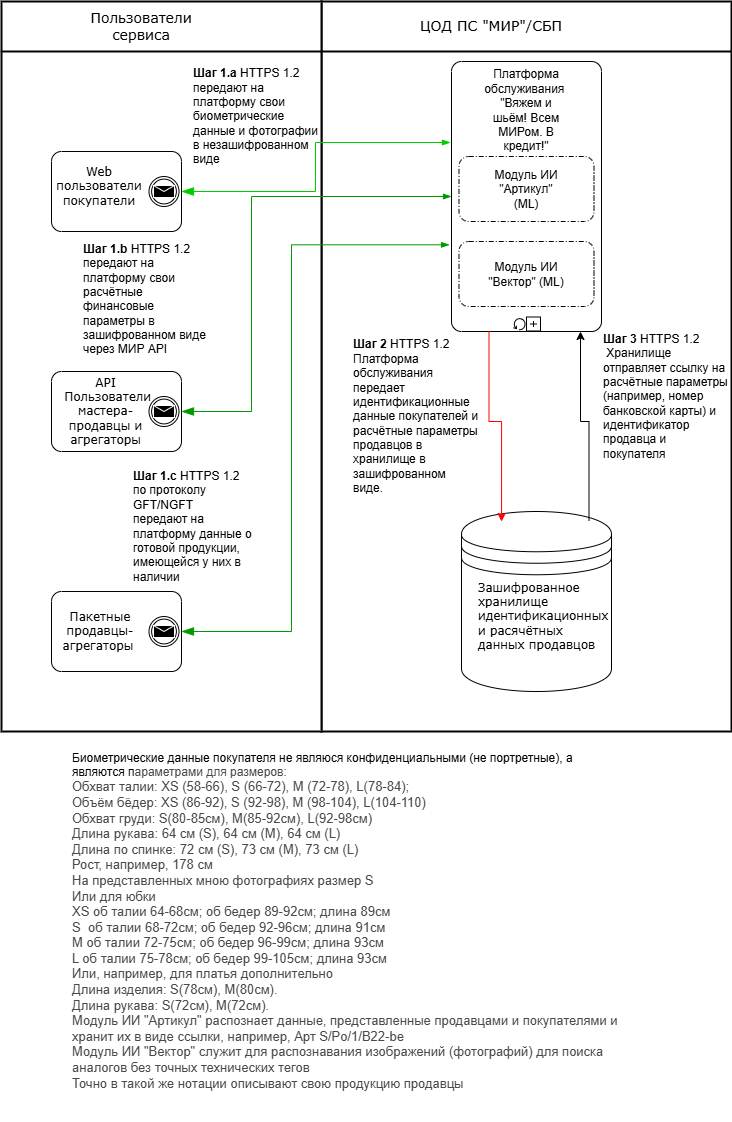 Пользователи
сервиса
ЦОД ПС "МИР"/СБП
Шаг 1.a HTTPS 1.2
передают на
платформу свои
биометрические
данные и фотографии
в незашифрованном
виде
Платформа
обслуживания
"Вяжем и
шьём! Всем
МИРом. В
кредит!"
Web
пользователи
покупатели
Модуль ИИ
"Артикул"
(ML)
Модуль ИИ
"Вектор" (ML)
Шаг 1.b HTTPS 1.2
передают на
платформу свои
расчётные
финансовые
параметры в
зашифрованном виде
через МИР API
API
Пользователи
мастера-
продавцы и
агрегаторы
Шаг 2 HTTPS 1.2
Платформа
обслуживания
передает
идентификационные
данные покупателей и
расчётные параметры
продавцов в
хранилище в
зашифрованном
виде.
Шаг 3 HTTPS 1.2
Хранилище
отправляет ссылку на
расчётные параметры
(например, номер
банковской карты) и
идентификатор
продавца и
покупателя
Шаг 1.c HTTPS 1.2
по протоколу
GFT/NGFT
передают на
платформу данные о
готовой продукции,
имеющейся у них в
наличии
Пакетные
продавцы-
агрегаторы
Зашифрованное
хранилище
идентификационных
и расячётных
данных продавцов
Биометрические данные покупателя не являюся конфиденциальными (не портретные), а
являются параметрами для размеров:
Обхват талии: XS (58-66), S (66-72), M (72-78), L(78-84);
Объём бёдер: XS (86-92), S (92-98), M (98-104), L(104-110)
Обхват груди: S(80-85см), M(85-92см), L(92-98см)
Длина рукава: 64 см (S), 64 см (M), 64 см (L)
Длина по спинке: 72 см (S), 73 см (M), 73 см (L)
Рост, например, 178 см
На представленных мною фотографиях размер S
Или для юбки
XS об талии 64-68см; об бедер 89-92см; длина 89см
S об талии 68-72см; об бедер 92-96см; длина 91см
M об талии 72-75см; об бедер 96-99см; длина 93см
L об талии 75-78см; об бедер 99-105см; длина 93см
Или, например, для платья дополнительно
Длина изделия: S(78см), M(80см).
Длина рукава: S(72см), M(72см).
Модуль ИИ "Артикул" распознает данные, представленные продавцами и покупателями и
хранит их в виде ссылки, например, Арт S/Po/1/B22-be
Модуль ИИ "Вектор" служит для распознавания изображений (фотографий) для поиска
аналогов без точных технических тегов
Точно в такой же нотации описывают свою продукцию продавцы